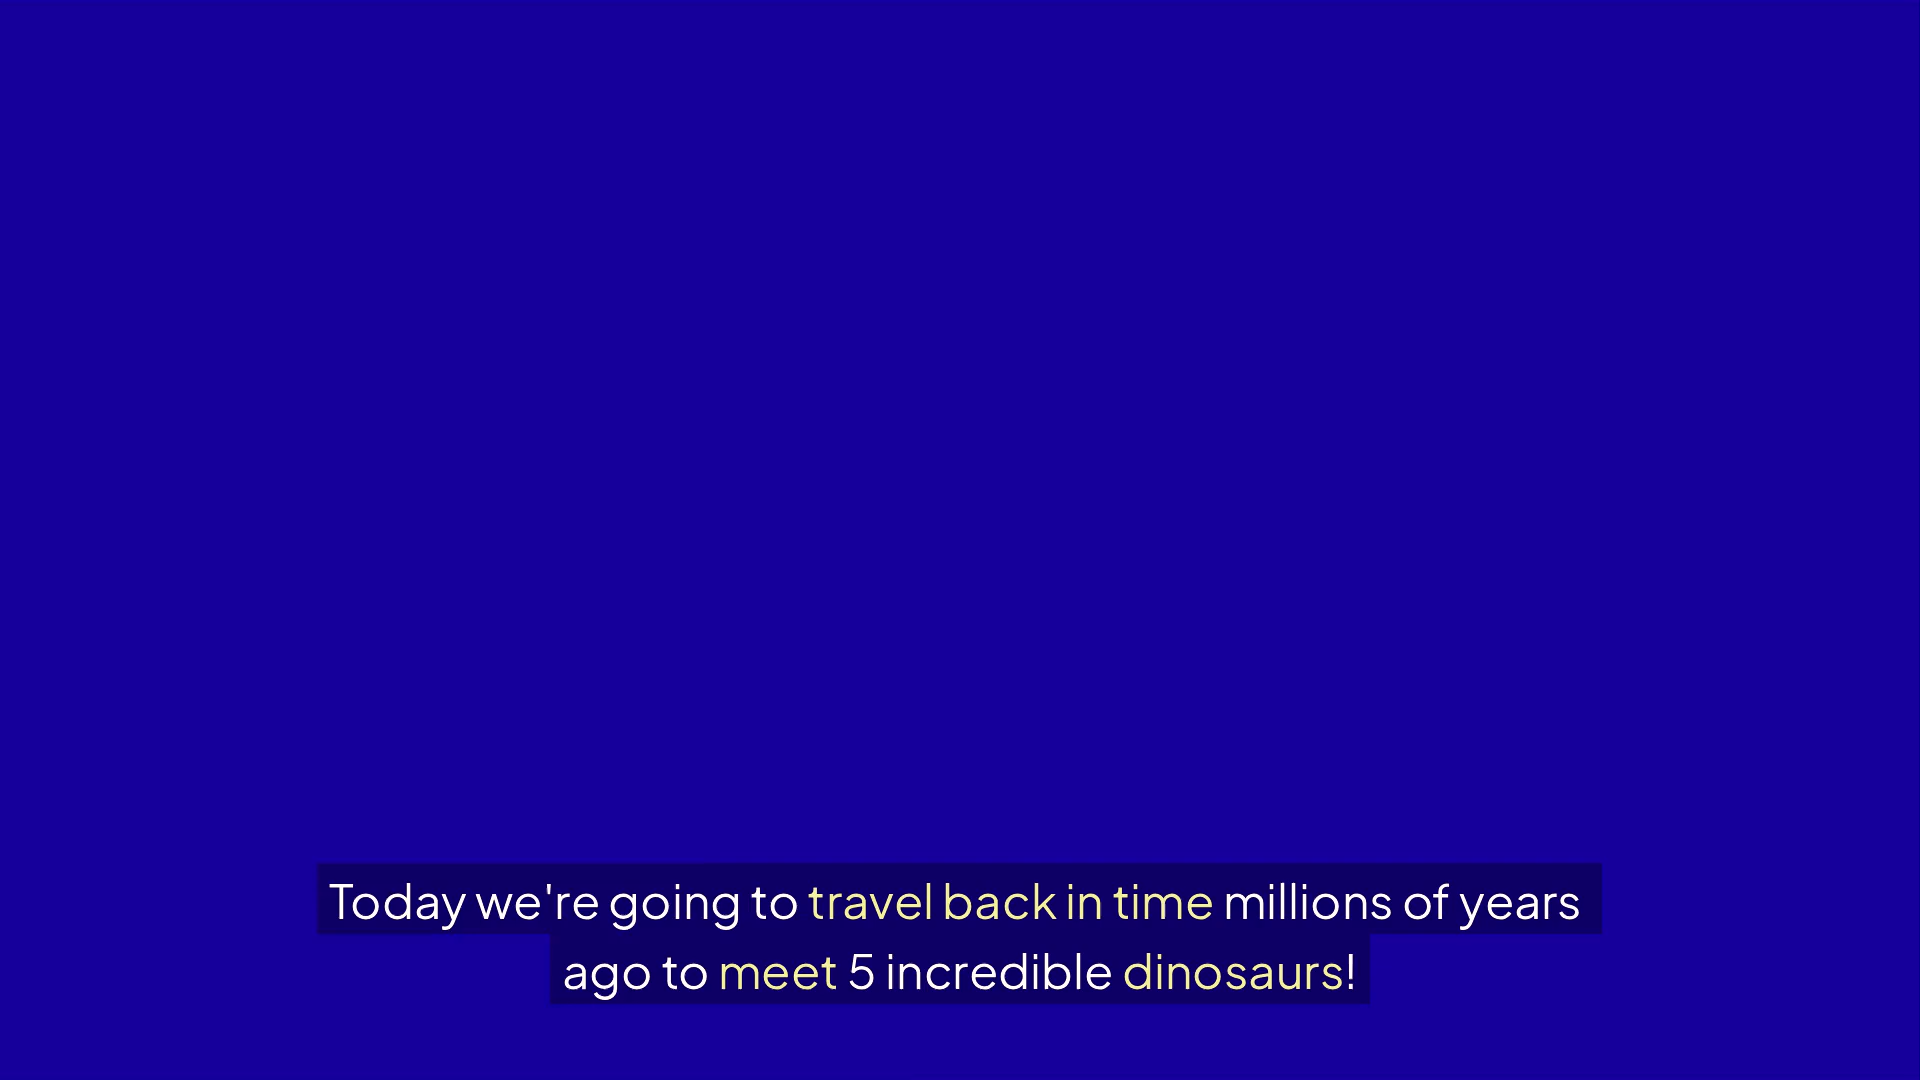 Today we're going to travel back in time millions of years
ago to meet 5 incredible dinosaurs!